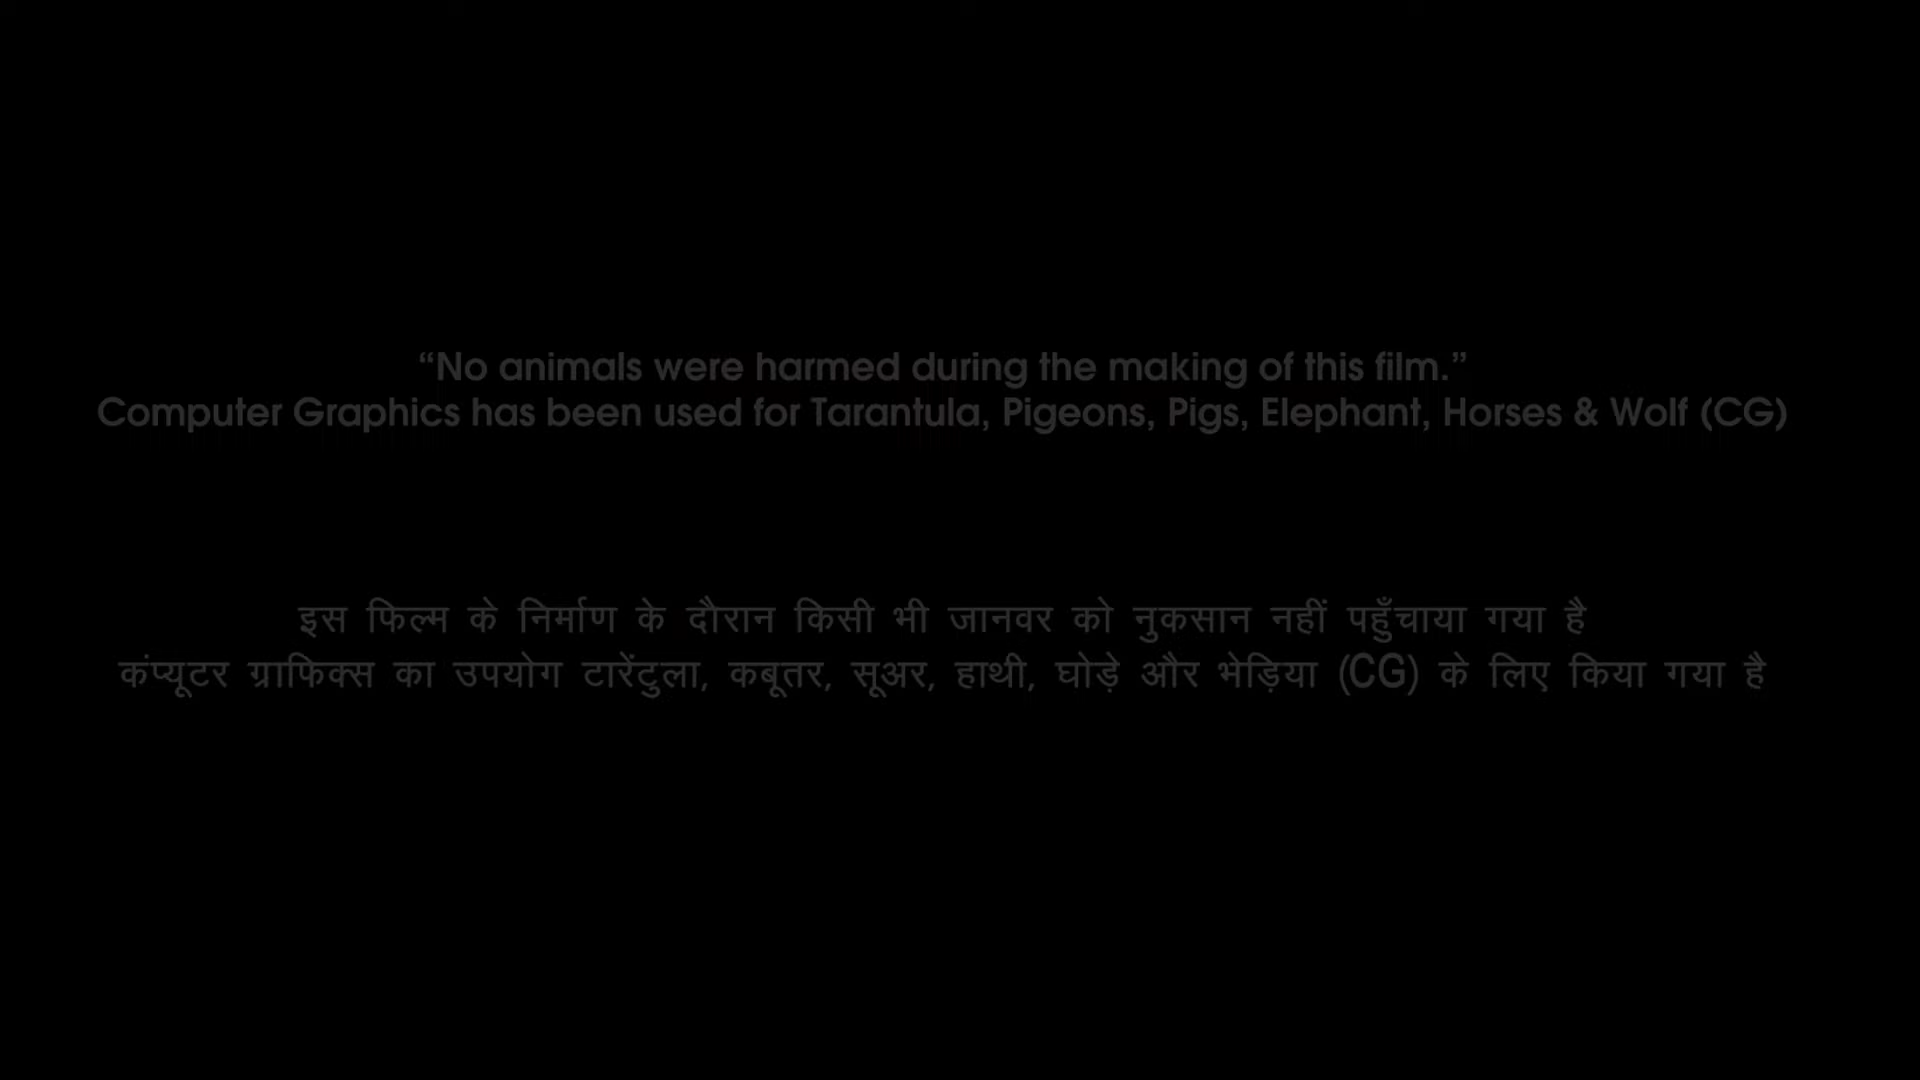 “No animals were harmed during the making of this film.”
Computer Graphics has been used for Tarantula, Pigeons, Pigs, Elephant, Horses & Wolf (CG)
इस फिल्म के निर्माण के दौरान किसी भी जानवर को नुकसान नहीं पहुँचाया गया है
कंप्यूटर ग्राफिक्स का उपयोग टारेंटुला, कबूतर, सूअर, हाथी, घोड़े और भेड़िया (CG) के लिए किया गया है